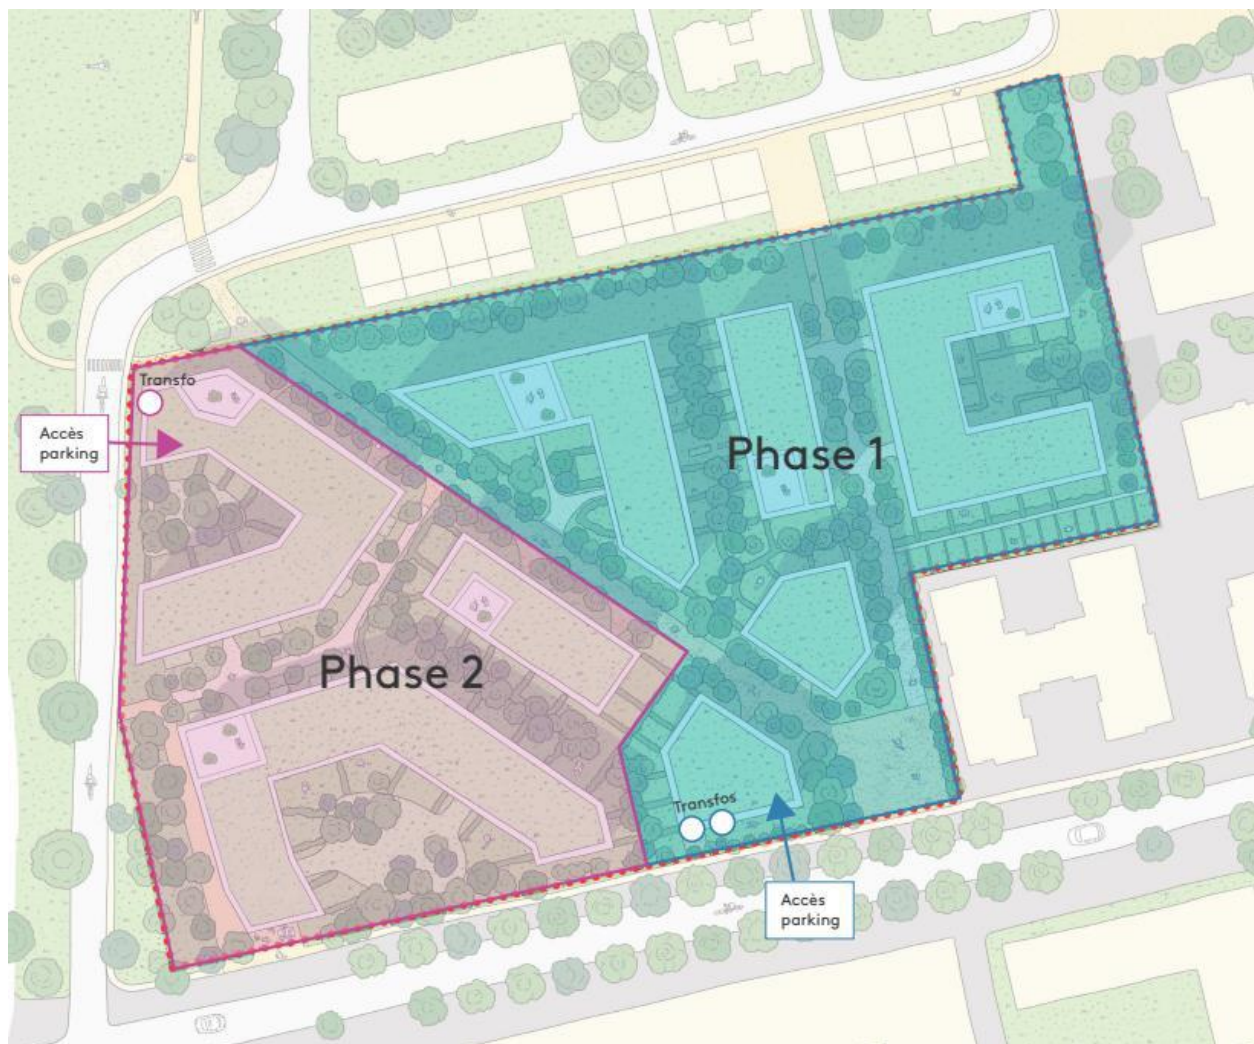 Transfo
Accès
parking
Phase 1
Phase 2
Transfos
Accès
parking